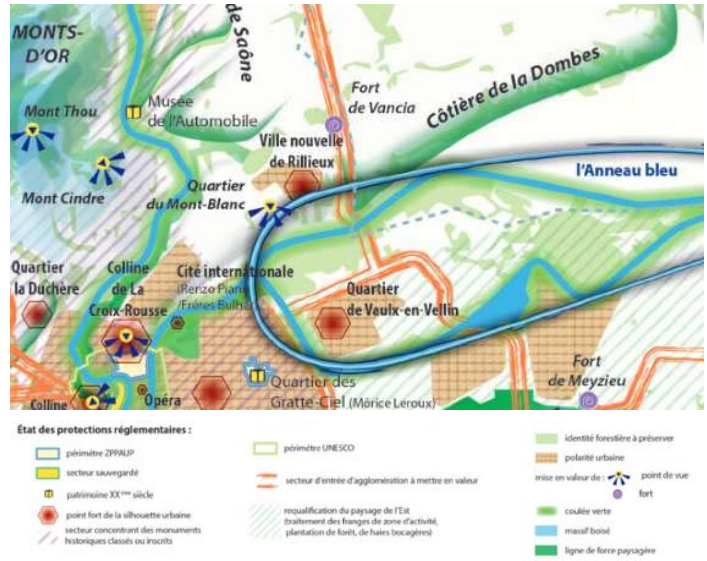 MONTS-
D'OR
de Saône
Mont Thou
Musée
de l'Automobile
Fort
de Vancia
Côtière de la Dombes
Ville nouvelle
de Rillieux
l'Anneau bleu
Mont Cindre
Quartier
du Mont-Blanc
Quartier
la Duchère
Colline
de La
Croix-Rousse
Cité internationale
(Renzo Piano
/Frères Bulher)
Quartier
de Vaulx-en-Vellin
Fort
de Meyzieu
Colline
Opéra
Quartier des
Gratte-Ciel (Môrice Leroux)
État des protections réglementaires :
périmètre ZPPAUP
secteur sauvegardé
patrimoine XXème siècle
point fort de la silhouette urbaine
secteur concentrant des monuments
historiques classés ou inscrits
périmètre UNESCO
secteur d'entrée d'agglomération à mettre en valeur
requalification du paysage de l'Est
(traitement des franges de zone d'activité,
plantation de forêt, de haies bocagères)
identité forestière à préserver
polarité urbaine
mise en valeur de : point de vue
fort
coulée verte
massif boisé
ligne de force paysagère